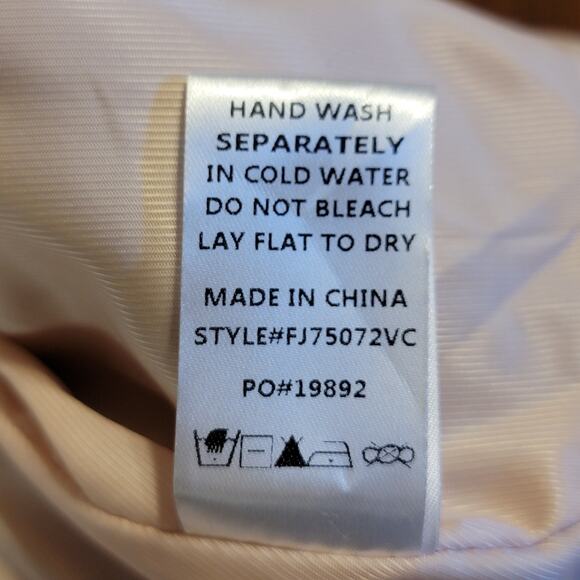 HAND WASH
SEPARATELY
IN COLD WATER
DO NOT BLEACH
LAY FLAT TO DRY
MADE IN CHINA
STYLE#FJ75072VC
PO#19892